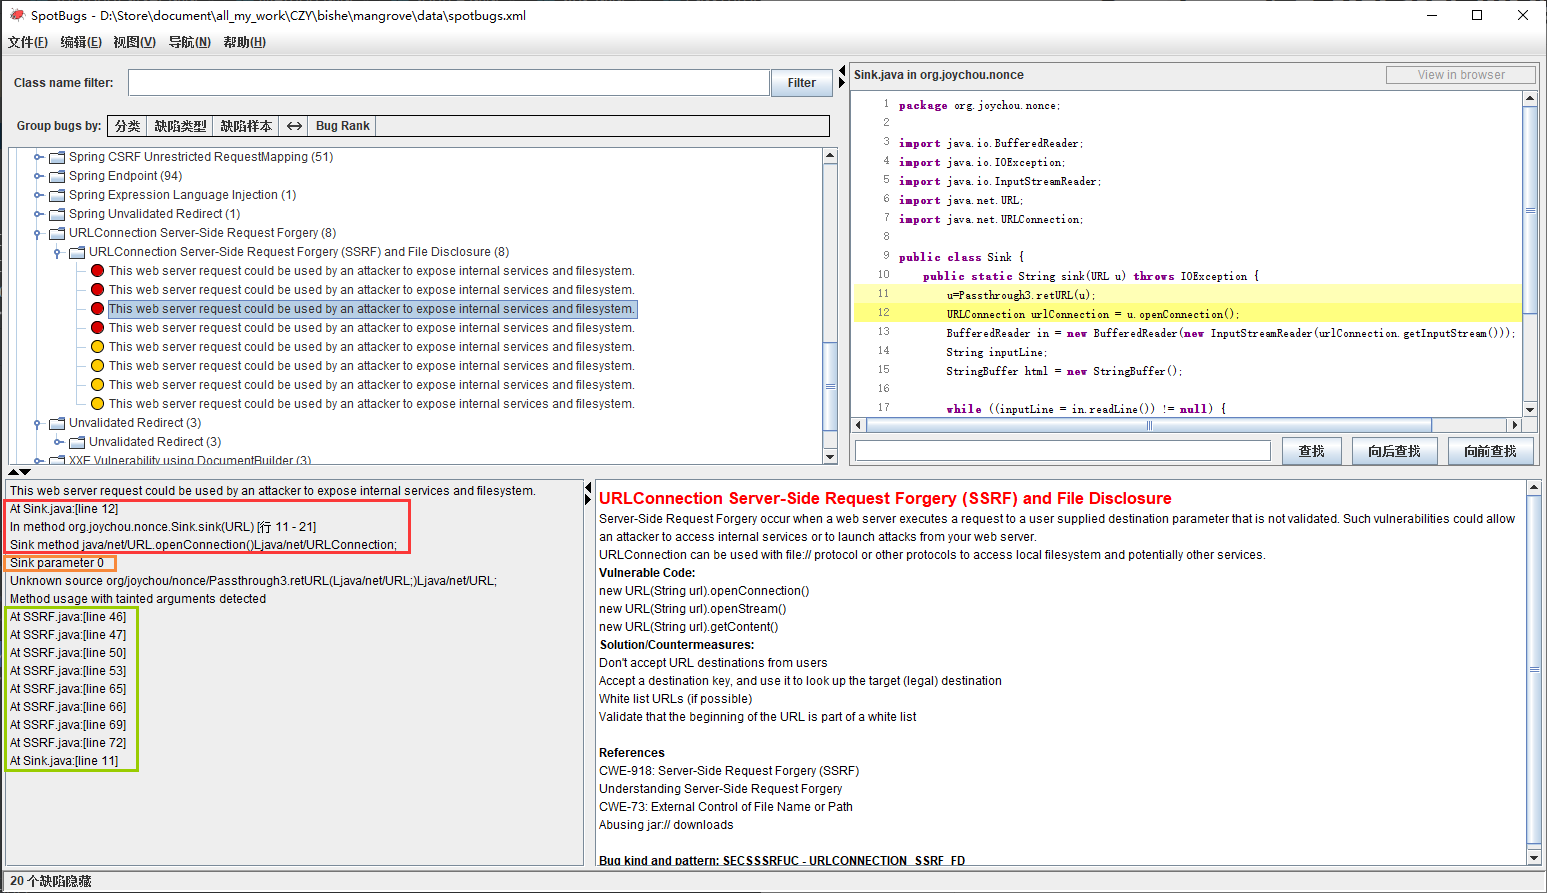 SpotBugs - D:\Store\document\all_my_work\CZY\bishe\mangrove\data\spotbugs.xml
文件(F) 编辑(E) 视图(V) 导航(N) 帮助(H)
Class name filter:
Filter
Group bugs by: 分类 缺陷类型 缺陷样本 ↔ Bug Rank
Spring CSRF Unrestricted RequestMapping (51)
Spring Endpoint (94)
Spring Expression Language Injection (1)
Spring Unvalidated Redirect (1)
URLConnection Server-Side Request Forgery (8)
URLConnection Server-Side Request Forgery (SSRF) and File Disclosure (8)
This web server request could be used by an attacker to expose internal services and filesystem.
This web server request could be used by an attacker to expose internal services and filesystem.
This web server request could be used by an attacker to expose internal services and filesystem.
This web server request could be used by an attacker to expose internal services and filesystem.
This web server request could be used by an attacker to expose internal services and filesystem.
This web server request could be used by an attacker to expose internal services and filesystem.
This web server request could be used by an attacker to expose internal services and filesystem.
This web server request could be used by an attacker to expose internal services and filesystem.
Unvalidated Redirect (3)
Unvalidated Redirect (3)
XXE Vulnerability using DocumentBuilder (3)
Sink.java in org.joychou.nonce
View in browser
1 package org.joychou.nonce;
2
3 import java.io.BufferedReader;
4 import java.io.IOException;
5 import java.io.InputStreamReader;
6 import java.net.URL;
7 import java.net.URLConnection;
8
9 public class Sink {
10 public static String sink(URL u) throws IOException {
11 u=Passthrough3.retURL(u);
12 URLConnection urlConnection = u.openConnection();
13 BufferedReader in = new BufferedReader(new InputStreamReader(urlConnection.getInputStream()));
14 String inputLine;
15 StringBuffer html = new StringBuffer();
16
17 while ((inputLine = in.readLine()) != null) {
查找 向后查找 向前查找
This web server request could be used by an attacker to expose internal services and filesystem.
At Sink.java:[line 12]
In method org.joychou.nonce.Sink.sink(URL) [行 11 - 21]
Sink method java/net/URL.openConnection()Ljava/net/URLConnection;
Sink parameter 0
Unknown source org/joychou/nonce/Passthrough3.retURL(Ljava/net/URL;)Ljava/net/URL;
Method usage with tainted arguments detected
At SSRF.java:[line 46]
At SSRF.java:[line 47]
At SSRF.java:[line 50]
At SSRF.java:[line 53]
At SSRF.java:[line 65]
At SSRF.java:[line 66]
At SSRF.java:[line 69]
At SSRF.java:[line 72]
At Sink.java:[line 11]
URLConnection Server-Side Request Forgery (SSRF) and File Disclosure
Server-Side Request Forgery occur when a web server executes a request to a user supplied destination parameter that is not validated. Such vulnerabilities could allow
an attacker to access internal services or to launch attacks from your web server.
URLConnection can be used with file:// protocol or other protocols to access local filesystem and potentially other services.
Vulnerable Code:
new URL(String url).openConnection()
new URL(String url).openStream()
new URL(String url).getContent()
Solution/Countermeasures:
Don't accept URL destinations from users
Accept a destination key, and use it to look up the target (legal) destination
White list URLs (if possible)
Validate that the beginning of the URL is part of a white list
References
CWE-918: Server-Side Request Forgery (SSRF)
Understanding Server-Side Request Forgery
CWE-73: External Control of File Name or Path
Abusing jar:// downloads
Bug kind and pattern: SECSSSRFUC - URLCONNECTION_SSRF_FD
20 个缺陷隐藏